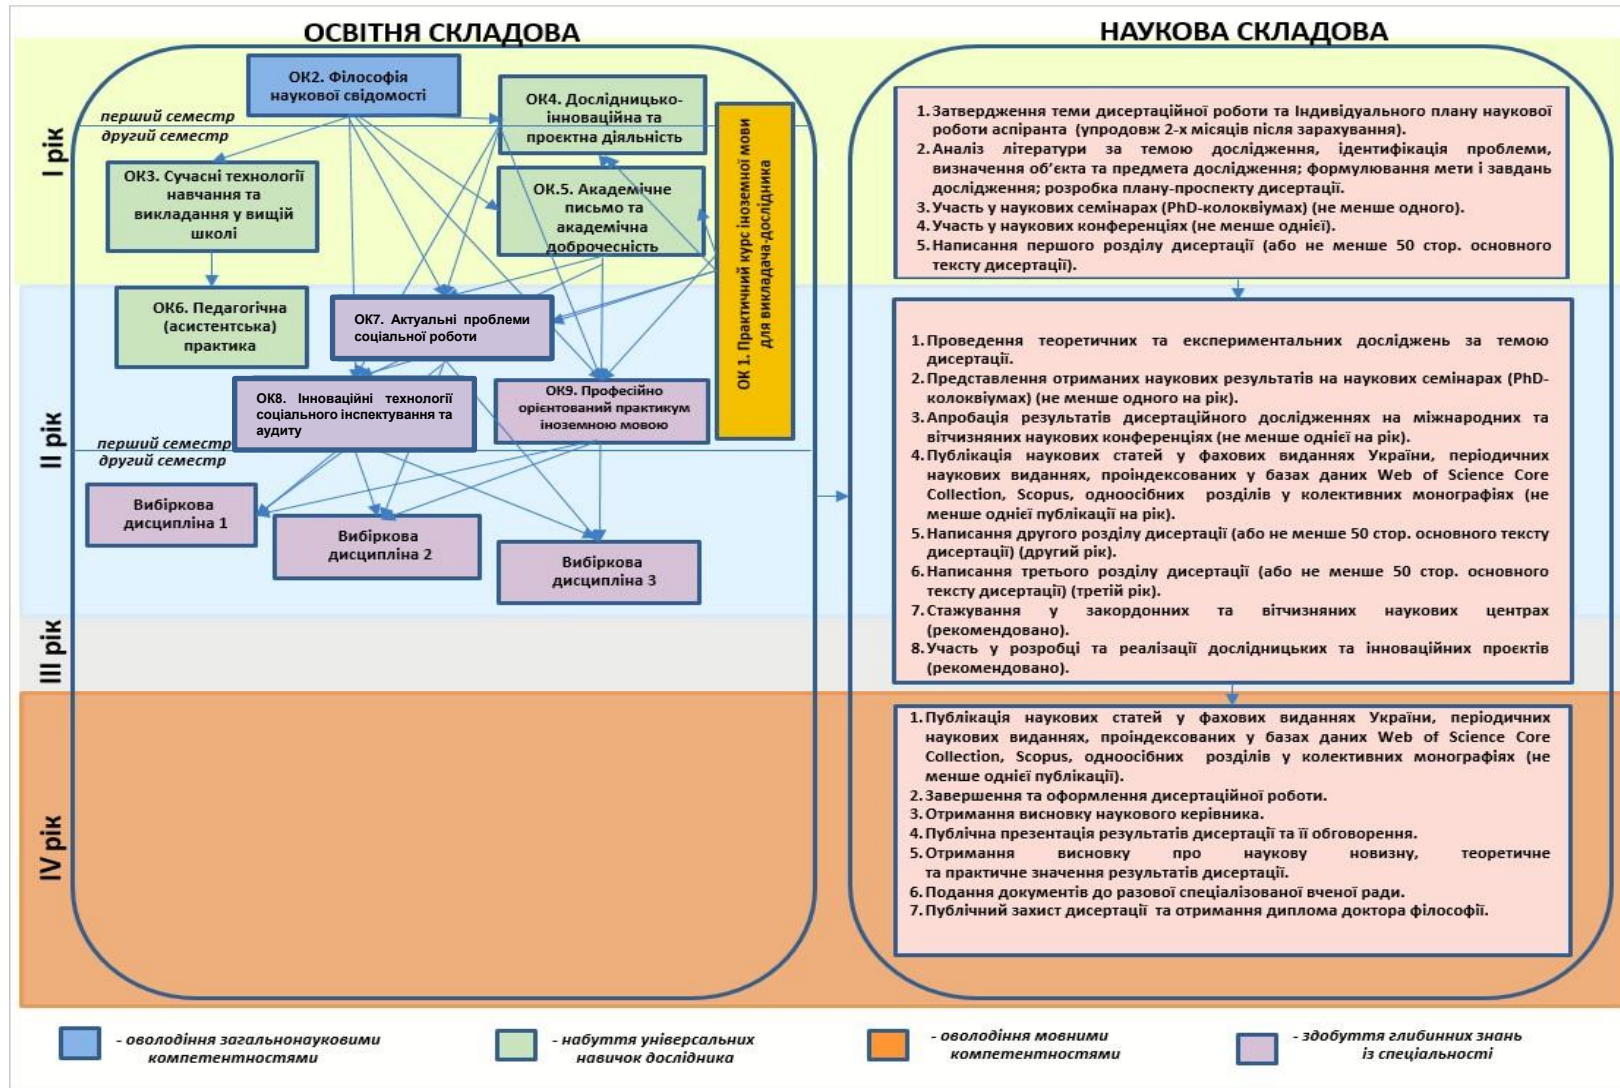 ОСВІТНЯ СКЛАДОВА
НАУКОВА СКЛАДОВА
І рік
перший семестр
другий семестр
ОК2. Філософія
наукової свідомості
ОК4. Дослідницько-
інноваційна та
проєктна діяльність
ОК3. Сучасні технології
навчання та
викладання у вищій
школі
ОК.5. Академічне
письмо та
академічна
доброчесність
ОК 1. Практичний курс іноземної мови
для викладача-дослідника
ІІ рік
ОК6. Педагогічна
(асистентська)
практика
ОК7. Актуальні проблеми
соціальної роботи
ОК8. Інноваційні технології
соціального інспектування та
аудиту
ОК9. Професійно
орієнтований практикум
іноземною мовою
перший семестр
другий семестр
Вибіркова
дисципліна 1
Вибіркова
дисципліна 2
Вибіркова
дисципліна 3
ІІІ рік
IV рік
1. Затвердження теми дисертаційної роботи та Індивідуального плану наукової
роботи аспіранта (упродовж 2-х місяців після зарахування).
2. Аналіз літератури за темою дослідження, ідентифікація проблеми,
визначення об’єкта та предмета дослідження; формулювання мети і завдань
дослідження; розробка плану-проспекту дисертації.
3. Участь у наукових семінарах (PhD-колоквіумах) (не менше одного).
4. Участь у наукових конференціях (не менше однієї).
5. Написання першого розділу дисертації (або не менше 50 стор. основного
тексту дисертації).
1. Проведення теоретичних та експериментальних досліджень за темою
дисертації.
2. Представлення отриманих наукових результатів на наукових семінарах (PhD-
колоквіумах) (не менше одного на рік).
3. Апробація результатів дисертаційного дослідженнях на міжнародних та
вітчизняних наукових конференціях (не менше однієї на рік).
4. Публікація наукових статей у фахових виданнях України, періодичних
наукових виданнях, проіндексованих у базах даних Web of Science Core
Collection, Scopus, одноосібних розділів у колективних монографіях (не
менше однієї публікації на рік).
5. Написання другого розділу дисертації (або не менше 50 стор. основного тексту
дисертації) (другий рік).
6. Написання третього розділу дисертації (або не менше 50 стор. основного
тексту дисертації) (третій рік).
7. Стажування у закордонних та вітчизняних наукових центрах
(рекомендовано).
8. Участь у розробці та реалізації дослідницьких та інноваційних проєктів
(рекомендовано).
1. Публікація наукових статей у фахових виданнях України, періодичних
наукових виданнях, проіндексованих у базах даних Web of Science Core
Collection, Scopus, одноосібних розділів у колективних монографіях (не
менше однієї публікації).
2. Завершення та оформлення дисертаційної роботи.
3. Отримання висновку наукового керівника.
4. Публічна презентація результатів дисертації та її обговорення.
5. Отримання висновку про наукову новизну, теоретичне
та практичне значення результатів дисертації.
6. Подання документів до разової спеціалізованої вченої ради.
7. Публічний захист дисертації та отримання диплома доктора філософії.
- оволодіння загальнонауковими
компетентностями
- набуття універсальних
навичок дослідника
- оволодіння мовними
компетентностями
- здобуття глибинних знань
із спеціальності